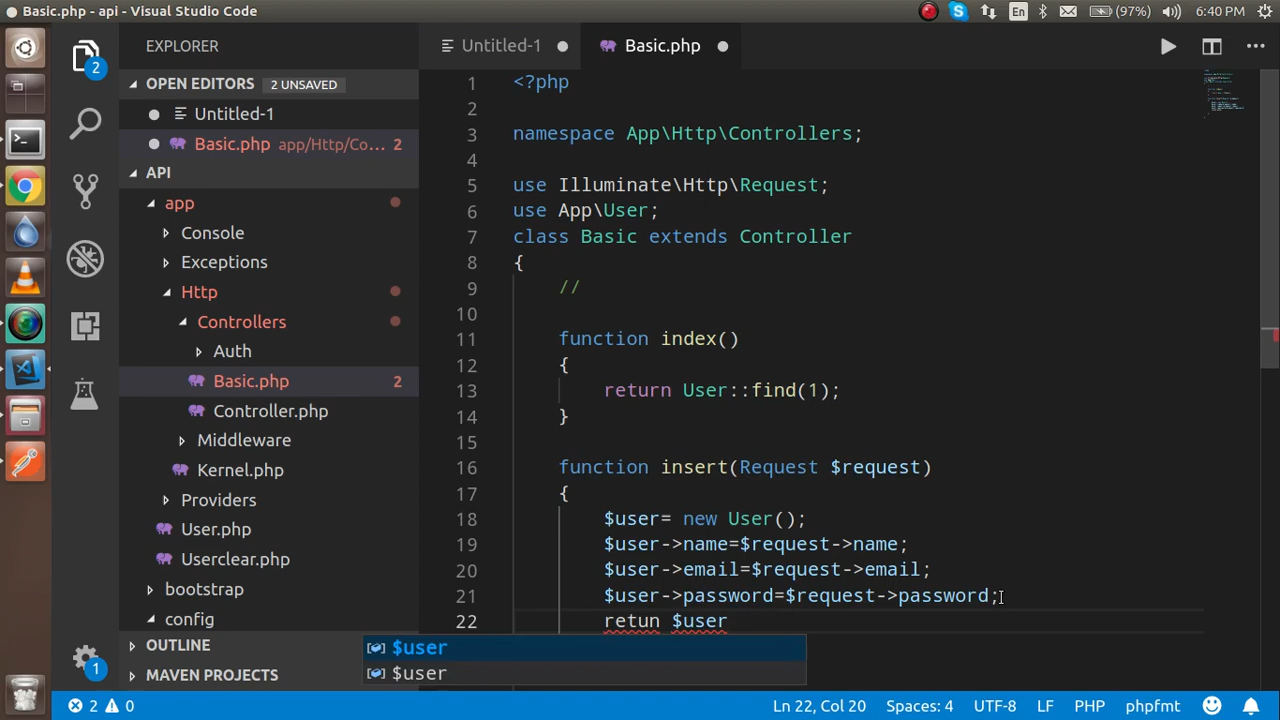 Basic.php - api - Visual Studio Code
En
(97%)
6:40 PM
EXPLORER
OPEN EDITORS
2 UNSAVED
Untitled-1
Basic.php
app/Http/Co...
2
API
app
Console
Exceptions
Http
Controllers
Auth
Basic.php
2
Controller.php
Middleware
Kernel.php
Providers
User.php
Userclear.php
bootstrap
config
OUTLINE
MAVEN PROJECTS
2
1
Untitled-1
Basic.php
1 <?php
2
3 namespace App\Http\Controllers;
4
5 use Illuminate\Http\Request;
6 use App\User;
7 class Basic extends Controller
8 {
9 //
10
11 function index()
12 {
13 return User::find(1);
14 }
15
16 function insert(Request $request)
17 {
18 $user= new User();
19 $user->name=$request->name;
20 $user->email=$request->email;
21 $user->password=$request->password;
22 retun $user
$user
$user
2 0
Ln 22, Col 20
Spaces: 4
UTF-8
LF
PHP
phpfmt